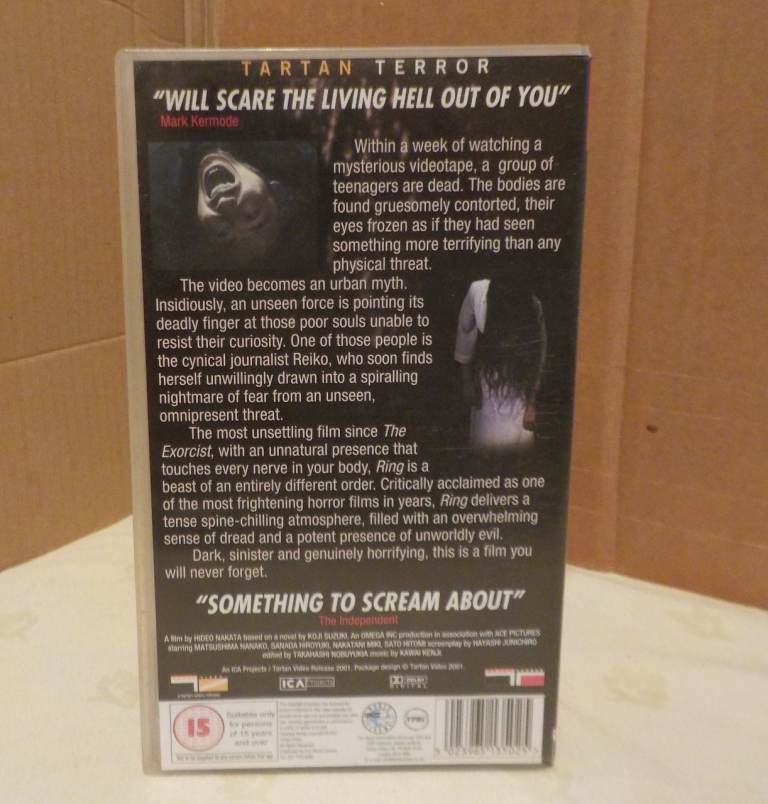 TARTAN TERROR
“WILL SCARE THE LIVING HELL OUT OF YOU”
Mark Kermode
Within a week of watching a
mysterious videotape, a group of
teenagers are dead. The bodies are
found gruesomely contorted, their
eyes frozen as if they had seen
something more terrifying than any
physical threat.
The video becomes an urban myth.
Insidiously, an unseen force is pointing its
deadly finger at those poor souls unable to
resist their curiosity. One of those people is
the cynical journalist Reiko, who soon finds
herself unwillingly drawn into a spiralling
nightmare of fear from an unseen,
omnipresent threat.
The most unsettling film since The
Exorcist, with an unnatural presence that
touches every nerve in your body, Ring is a
beast of an entirely different order. Critically acclaimed as one
of the most frightening horror films in years, Ring delivers a
tense spine-chilling atmosphere, filled with an overwhelming
sense of dread and a potent presence of unworldly evil.
Dark, sinister and genuinely horrifying, this is a film you
will never forget.
“SOMETHING TO SCREAM ABOUT”
The Independent
A film by HIDEO NAKATA based on a novel by KOJI SUZUKI. An OMEGA INC production in association with ACE PICTURES
starring MATSUSHIMA NANAKO, SANADA HIROYUKI, NAKATANI MIKI, SATO HITOMI screenplay by HAYASHI JUNICHIRO
edited by TAKAHASHI NOBUYUKIA music by KAWAI KENJI.
An ICA Projects / Tartan Video Release 2001. Package design © Tartan Video 2001.
ICA PROJECTS
DOLBY
DIGITAL
15
Suitable only
for persons
of 15 years
and over